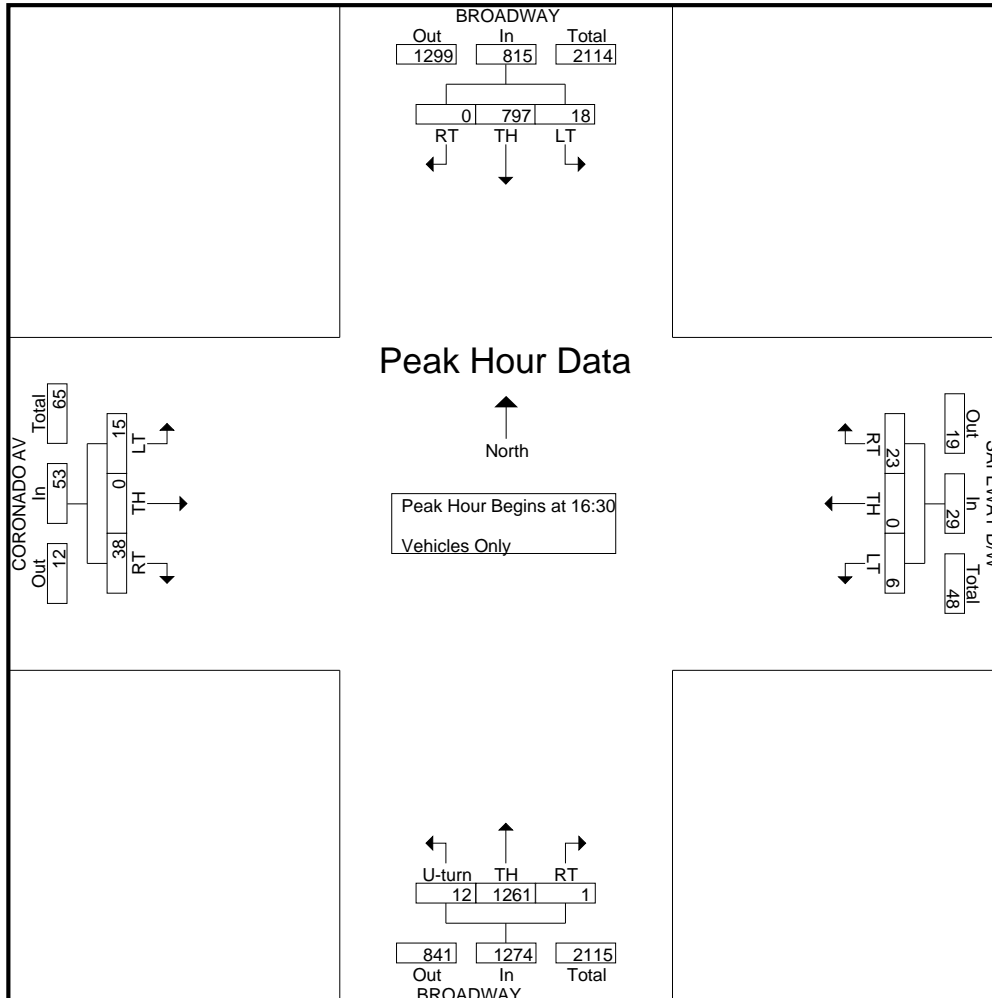 BROADWAY
Out In Total
1299 815 2114
0 797 18
RT TH LT
Peak Hour Data
North
Peak Hour Begins at 16:30
Vehicles Only
CORONADO AV
Total In Out
65 53 12
15 0 38
LT TH RT
Out In Total
19 29 48
23 0 6
RT TH LT
U-turn TH RT
12 1261 1
841 1274 2115
Out In Total
BROADWAY